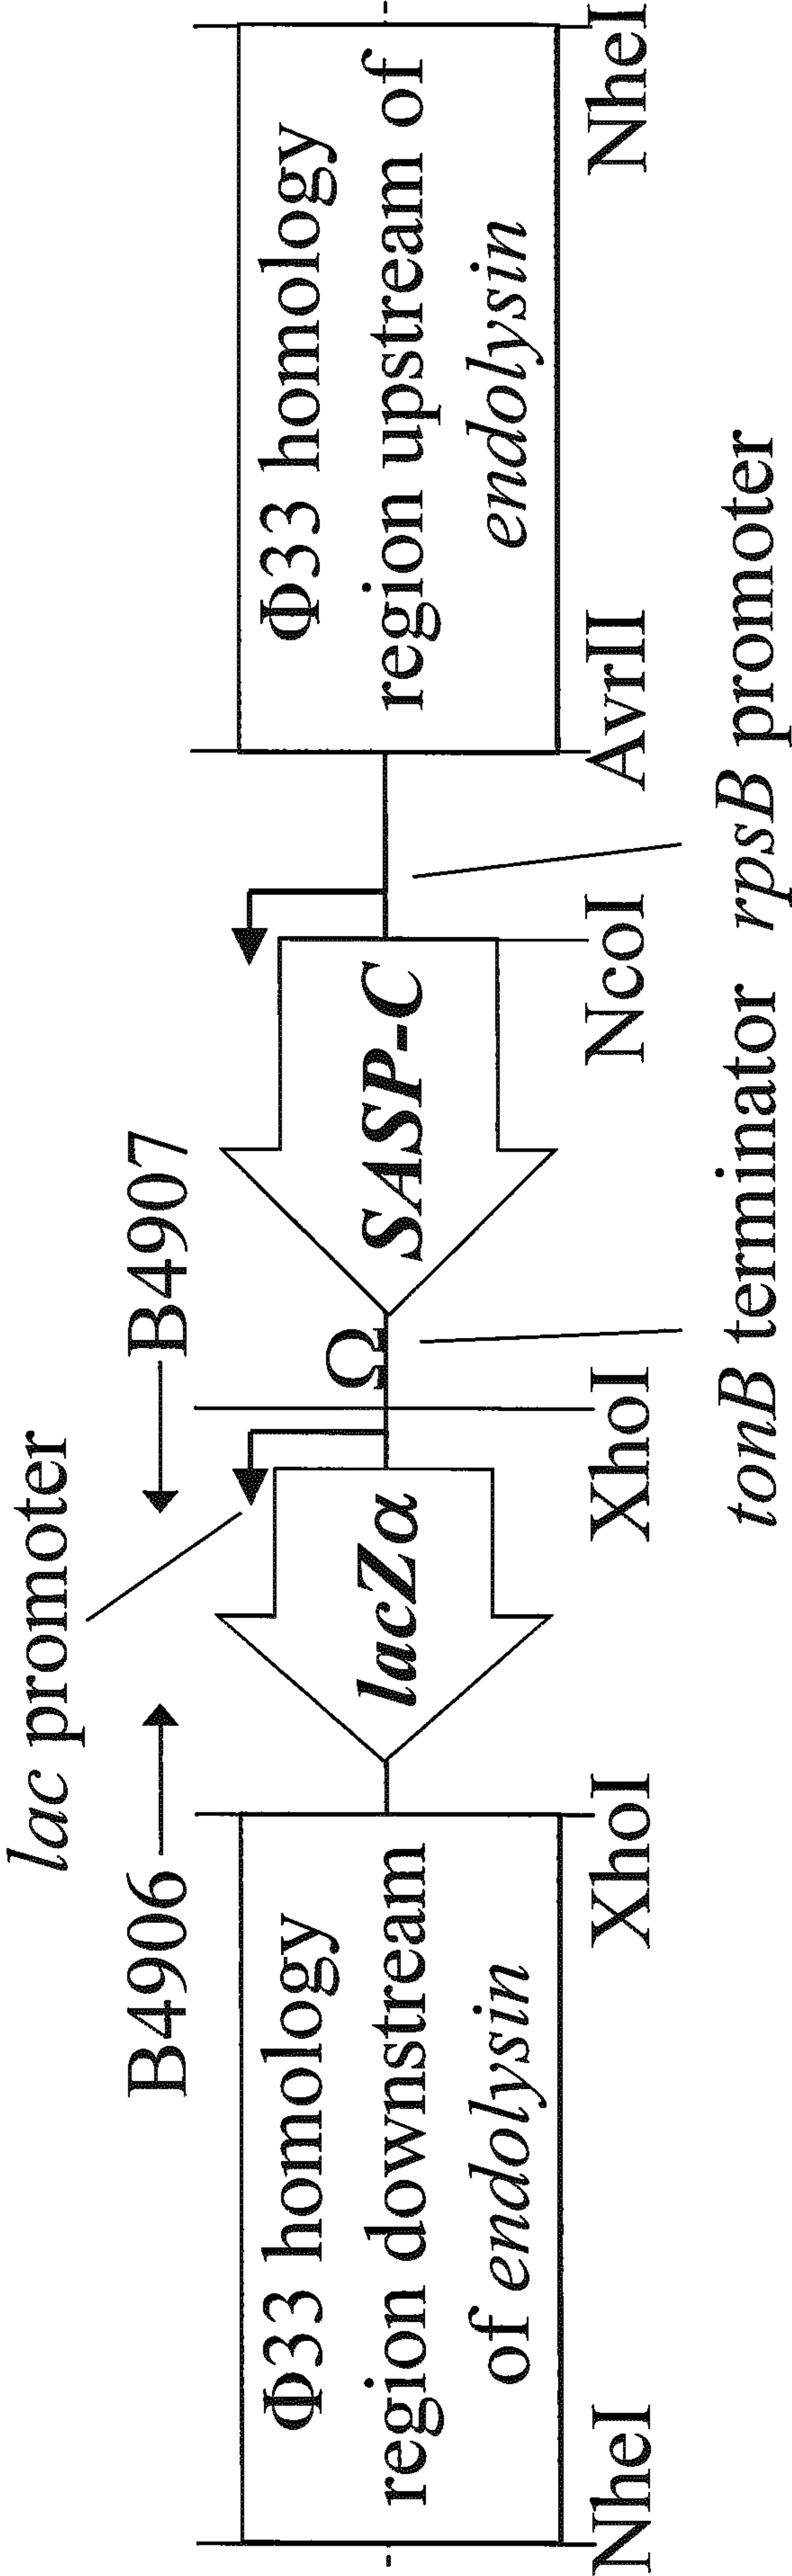 lac promoter
B4906
B4907
Φ33 homology
region downstream
of endolysin
lacZα
Ω
SASP-C
Φ33 homology
region upstream of
endolysin
NheI
XhoI
XhoI
NcoI
AvrII
NheI
tonB terminator
rpsB promoter